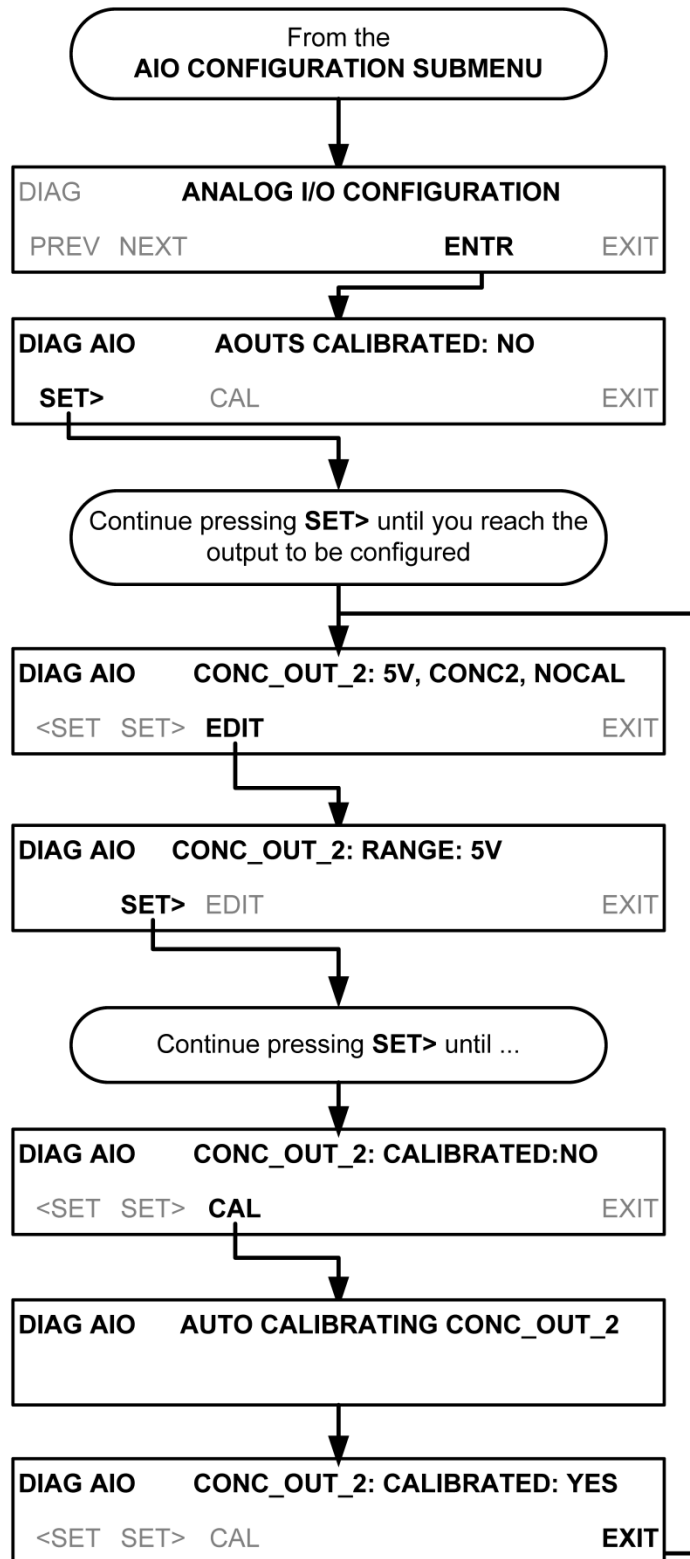 From the
AIO CONFIGURATION SUBMENU
DIAG ANALOG I/O CONFIGURATION
PREV NEXT ENTR EXIT
DIAG AIO AOUTS CALIBRATED: NO
SET> CAL EXIT
Continue pressing SET> until you reach the
output to be configured
DIAG AIO CONC_OUT_2: 5V, CONC2, NOCAL
<SET SET> EDIT EXIT
DIAG AIO CONC_OUT_2: RANGE: 5V
SET> EDIT EXIT
Continue pressing SET> until ...
DIAG AIO CONC_OUT_2: CALIBRATED:NO
<SET SET> CAL EXIT
DIAG AIO AUTO CALIBRATING CONC_OUT_2
DIAG AIO CONC_OUT_2: CALIBRATED: YES
<SET SET> CAL EXIT